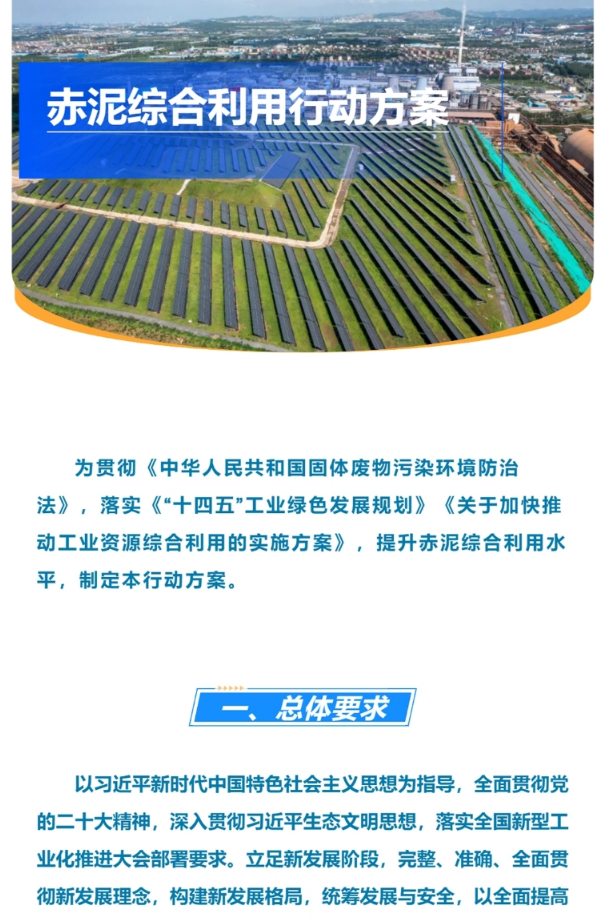 赤泥综合利用行动方案
为贯彻《中华人民共和国固体废物污染环境防治
法》，落实《“十四五”工业绿色发展规划》《关于加快推
动工业资源综合利用的实施方案》，提升赤泥综合利用水
平，制定本行动方案。
一、总体要求
以习近平新时代中国特色社会主义思想为指导，全面贯彻党
的二十大精神，深入贯彻习近平生态文明思想，落实全国新型工
业化推进大会部署要求。立足新发展阶段，完整、准确、全面贯
彻新发展理念，构建新发展格局，统筹发展与安全，以全面提高